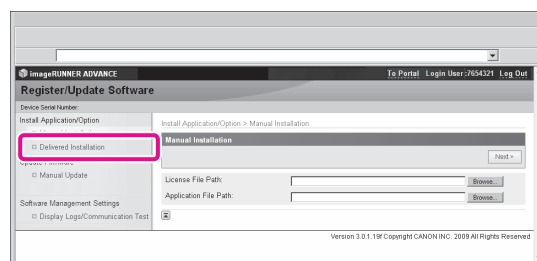 imageRUNNER ADVANCE
To Portal Login User:7654321 Log Out
Register/Update Software
Device Serial Number:
Install Application/Option
Delivered Installation
Manual Update
Software Management Settings
Display Logs/Communication Test
Install Application/Option > Manual Installation
Manual Installation
Next >
License File Path:
Browse...
Application File Path:
Browse...
Version 3.0.1.19f Copyright CANON INC. 2009 All Rights Reserved